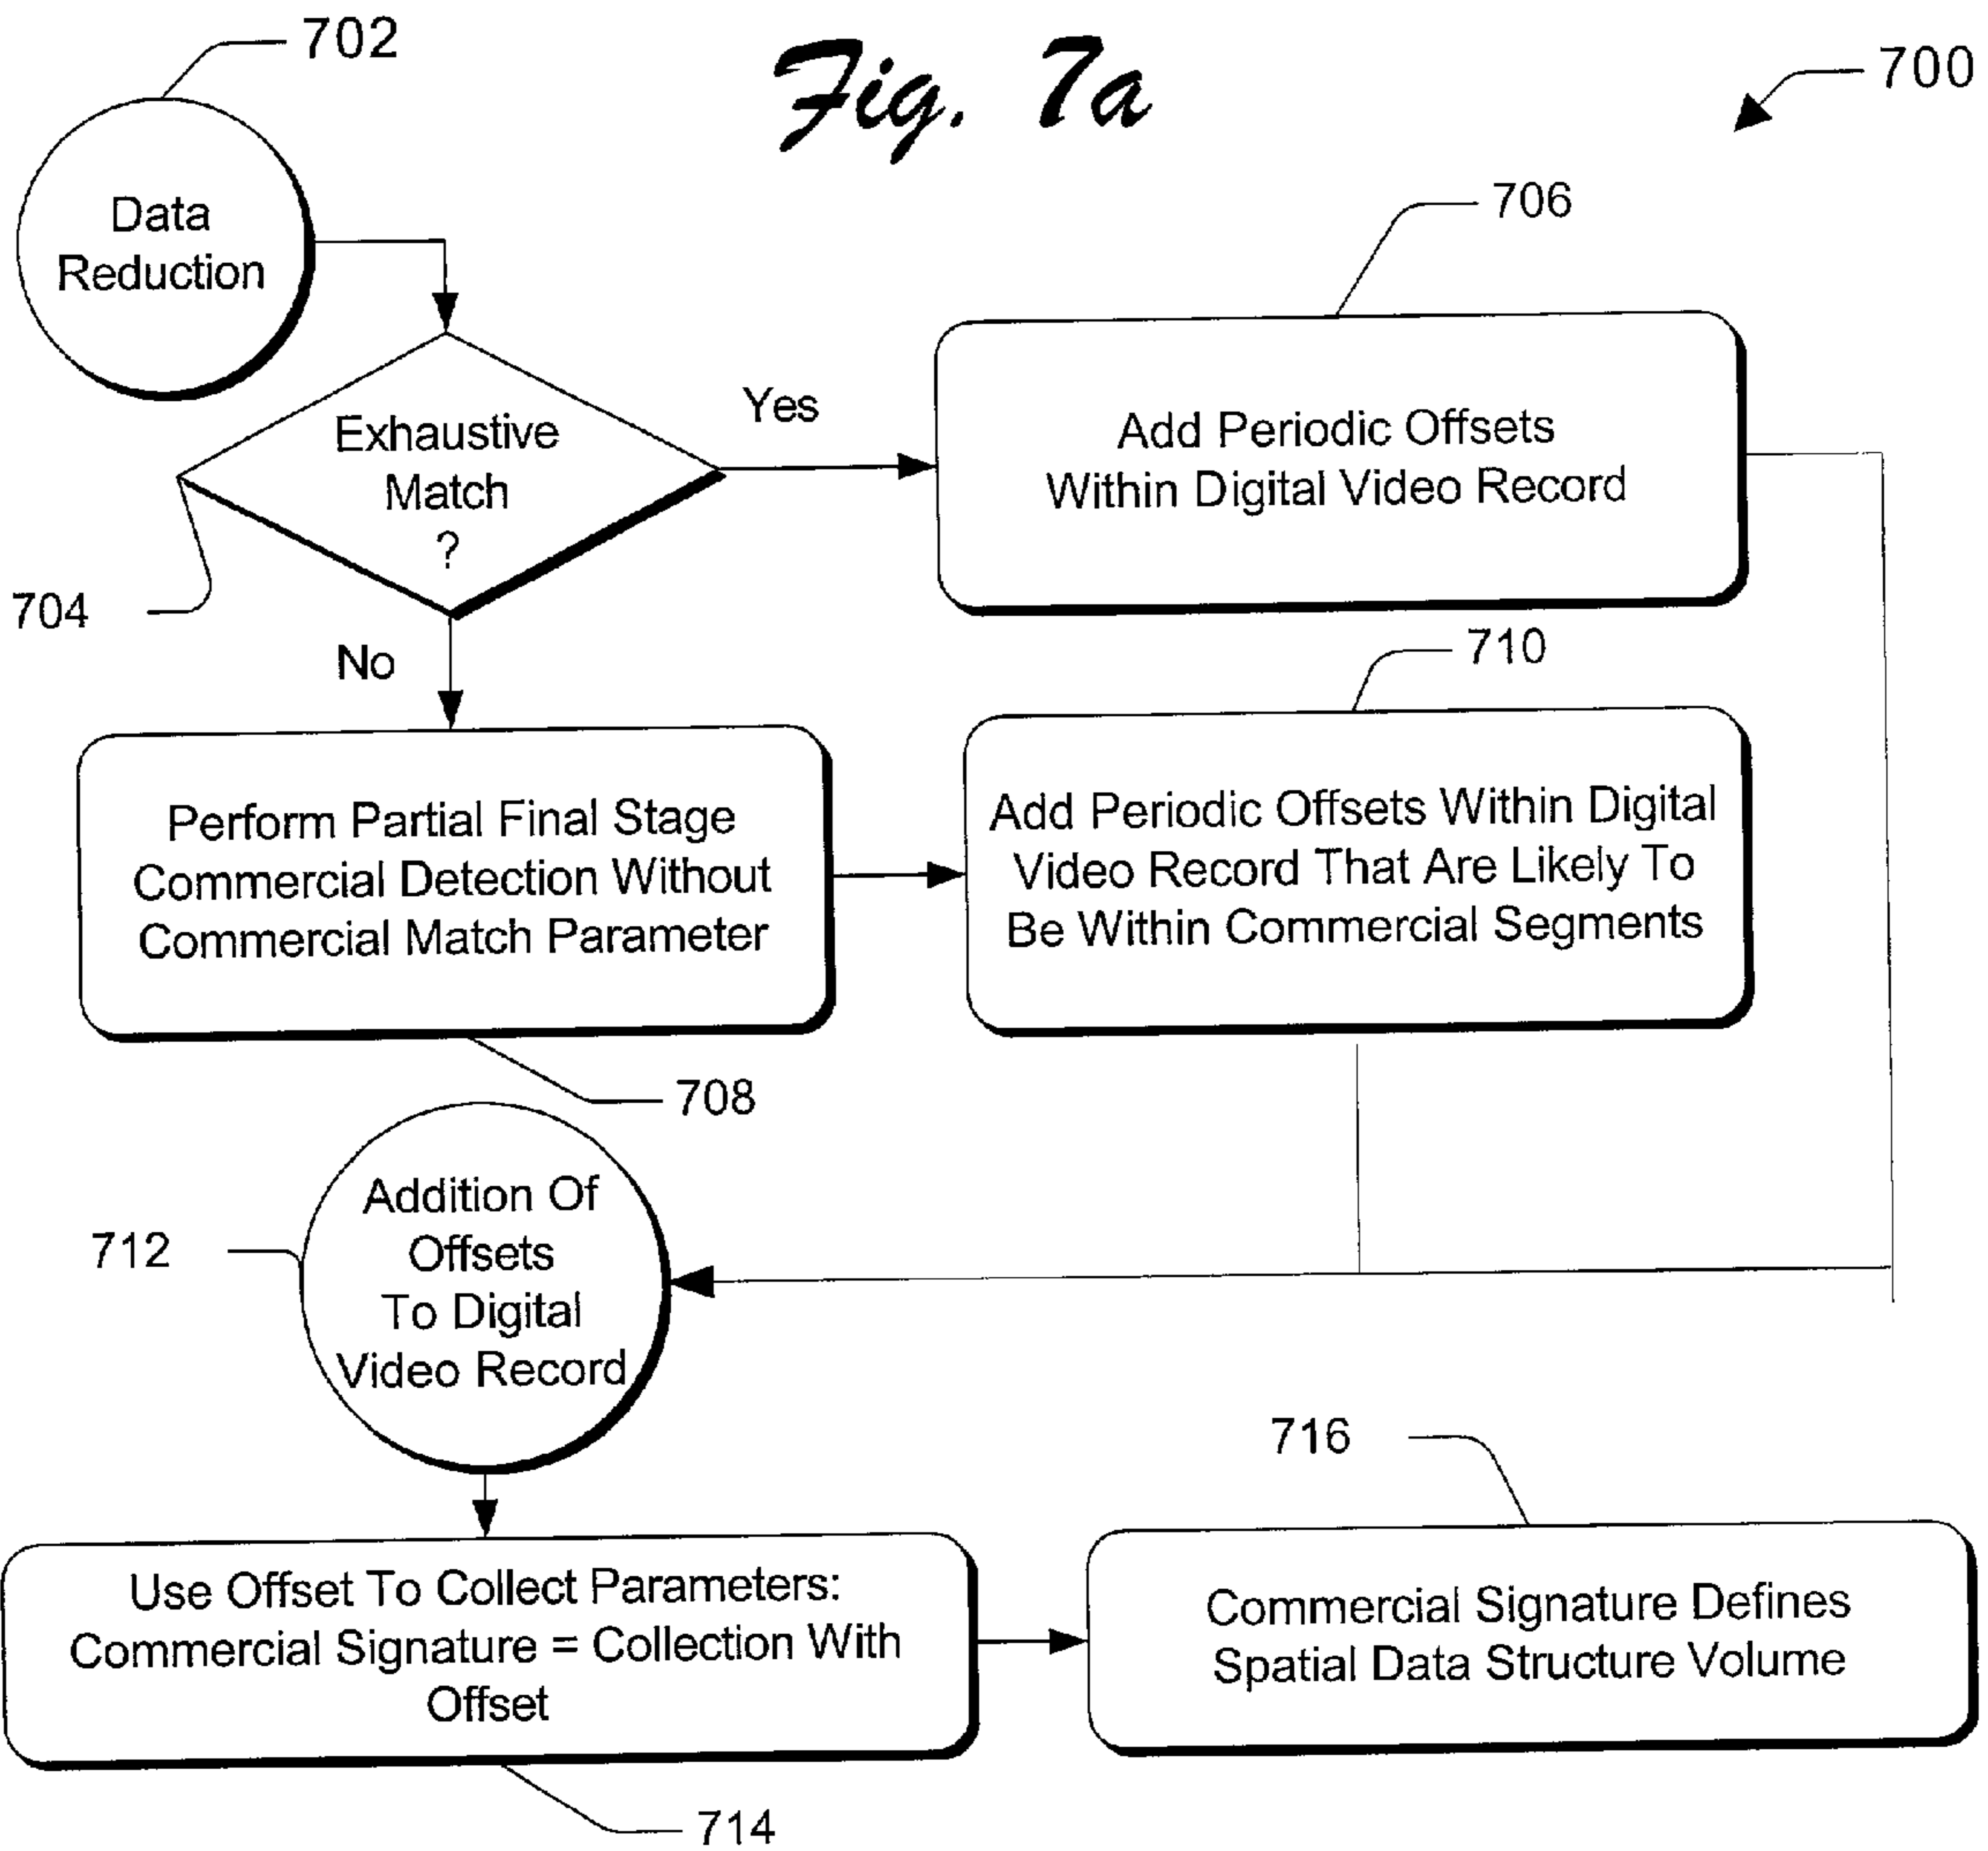 702
Fig. 7a
700
Data
Reduction
706
Exhaustive
Match
?
Yes
Add Periodic Offsets
Within Digital Video Record
704
No
710
Perform Partial Final Stage
Commercial Detection Without
Commercial Match Parameter
Add Periodic Offsets Within Digital
Video Record That Are Likely To
Be Within Commercial Segments
708
712
Addition Of
Offsets
To Digital
Video Record
716
Use Offset To Collect Parameters:
Commercial Signature = Collection With
Offset
Commercial Signature Defines
Spatial Data Structure Volume
714